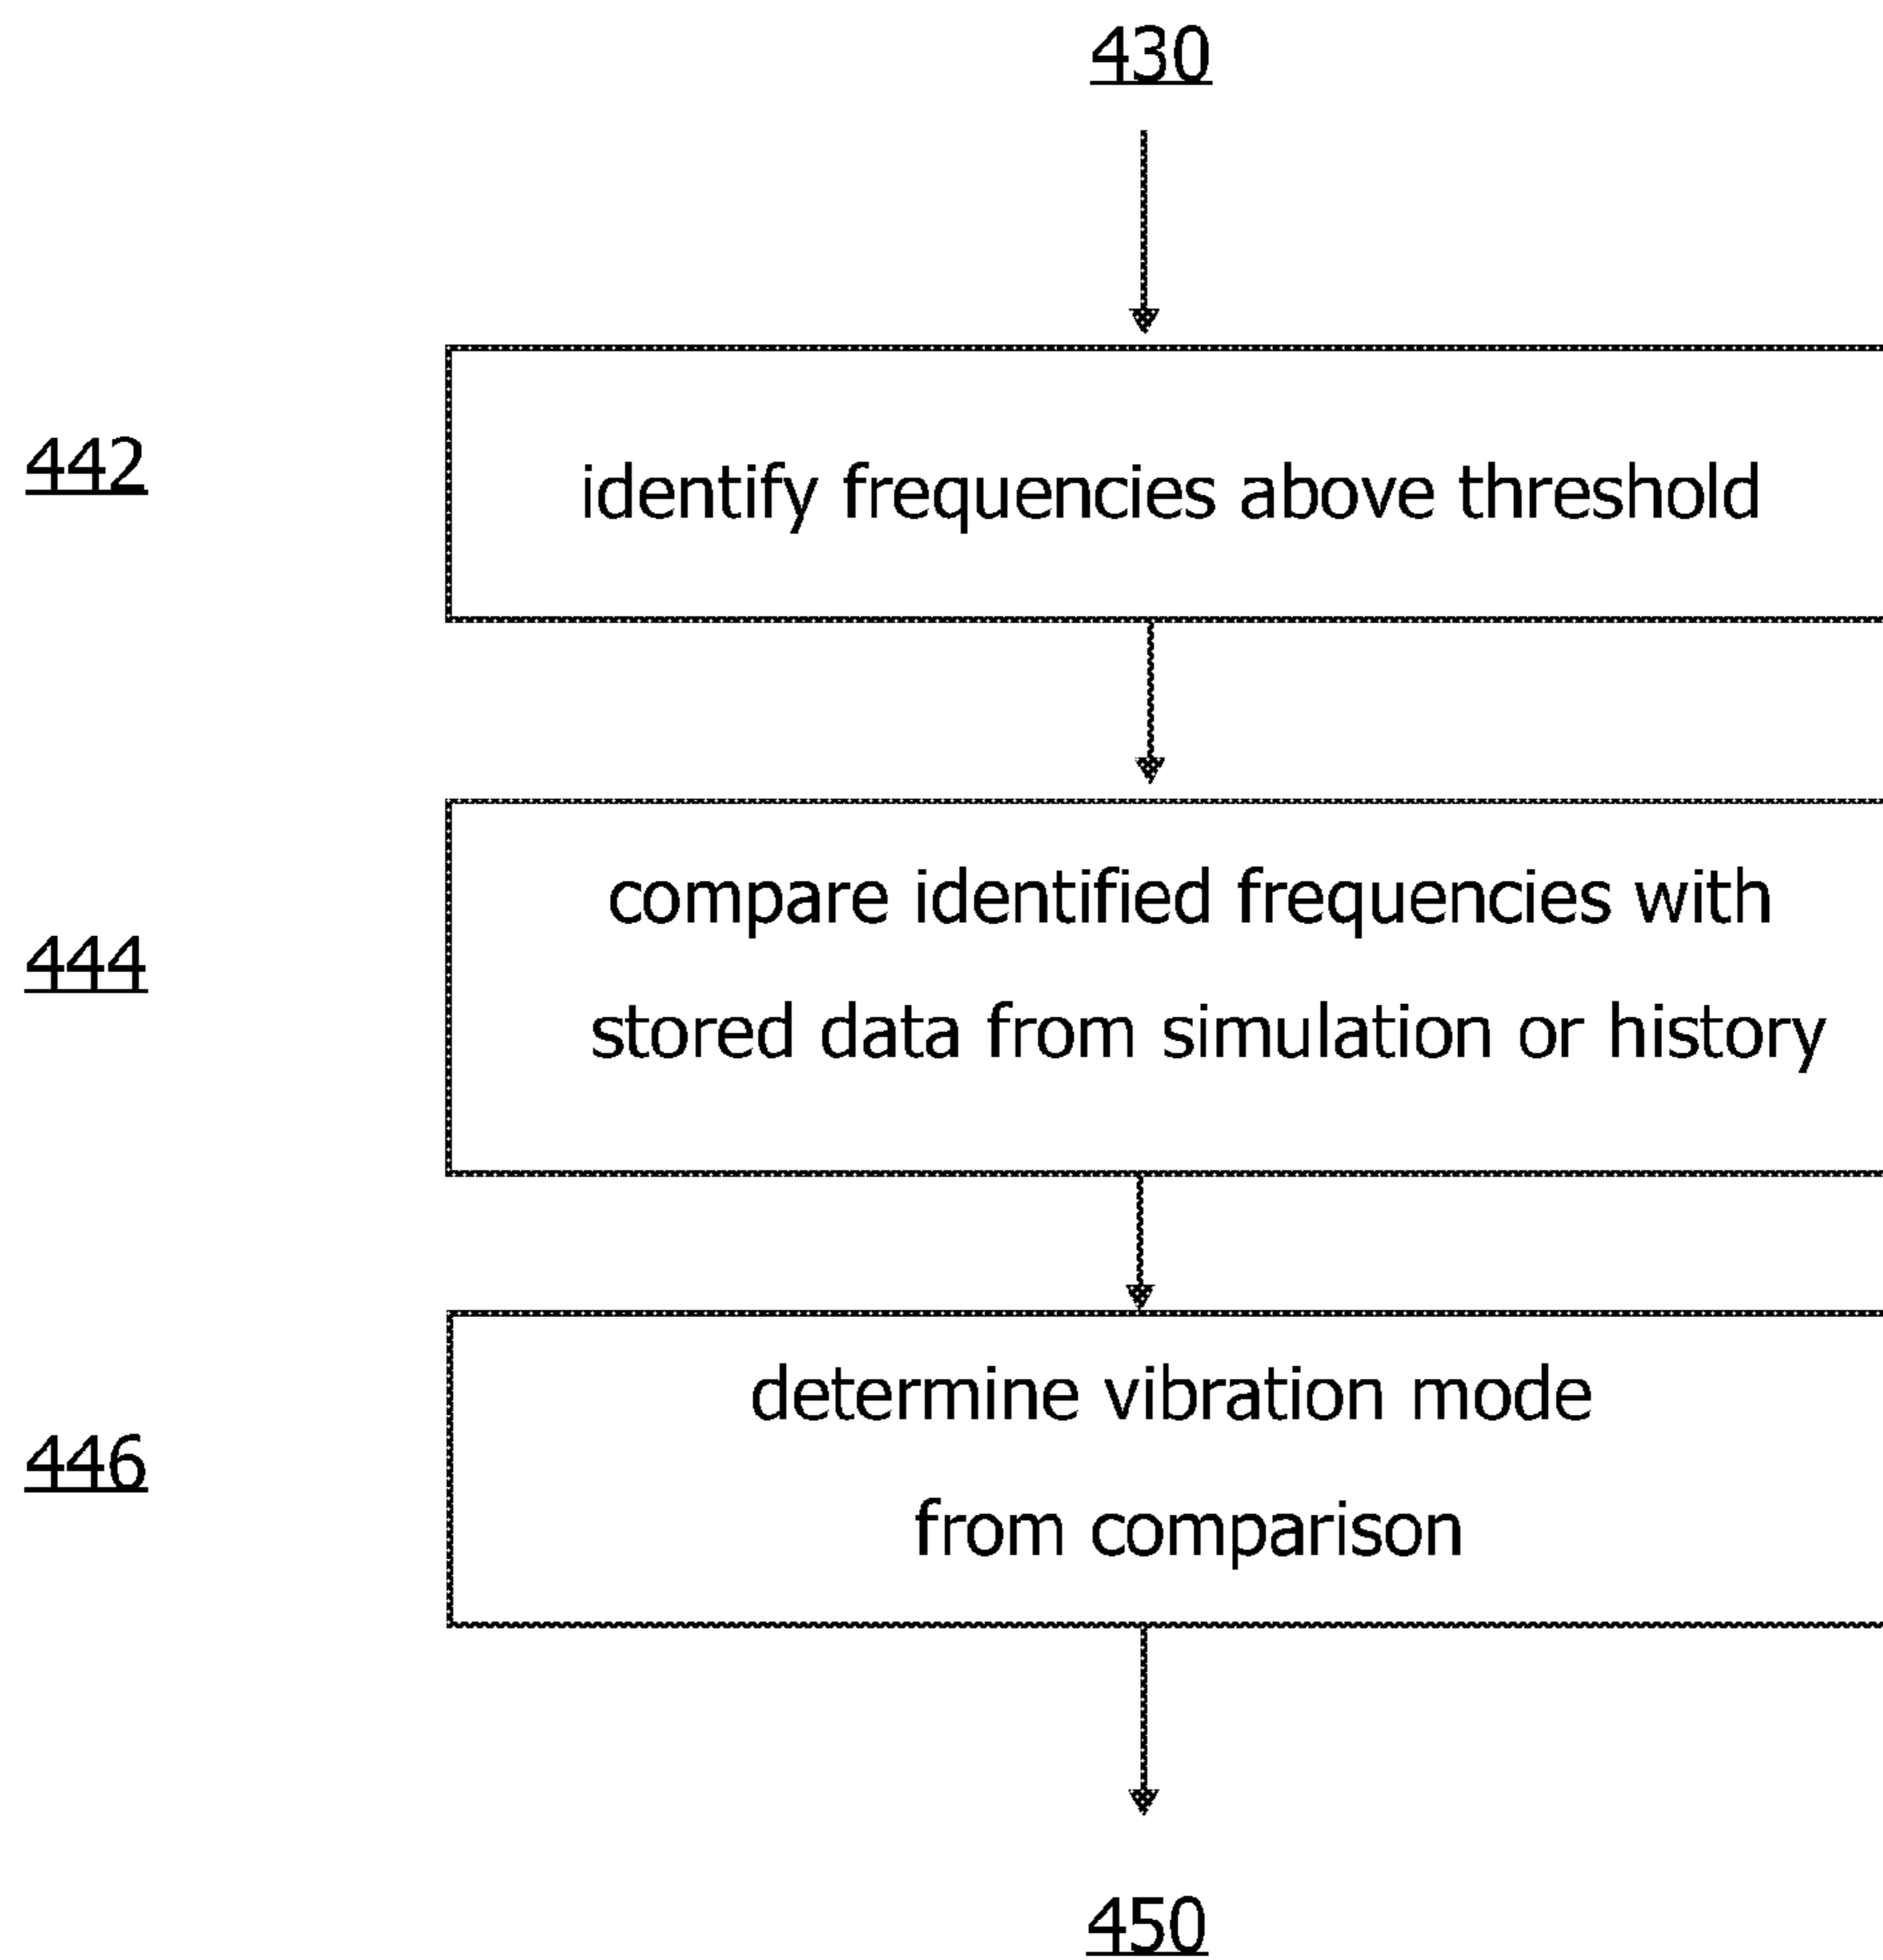 430
442
identify frequencies above threshold
444
compare identified frequencies with
stored data from simulation or history
446
determine vibration mode
from comparison
450